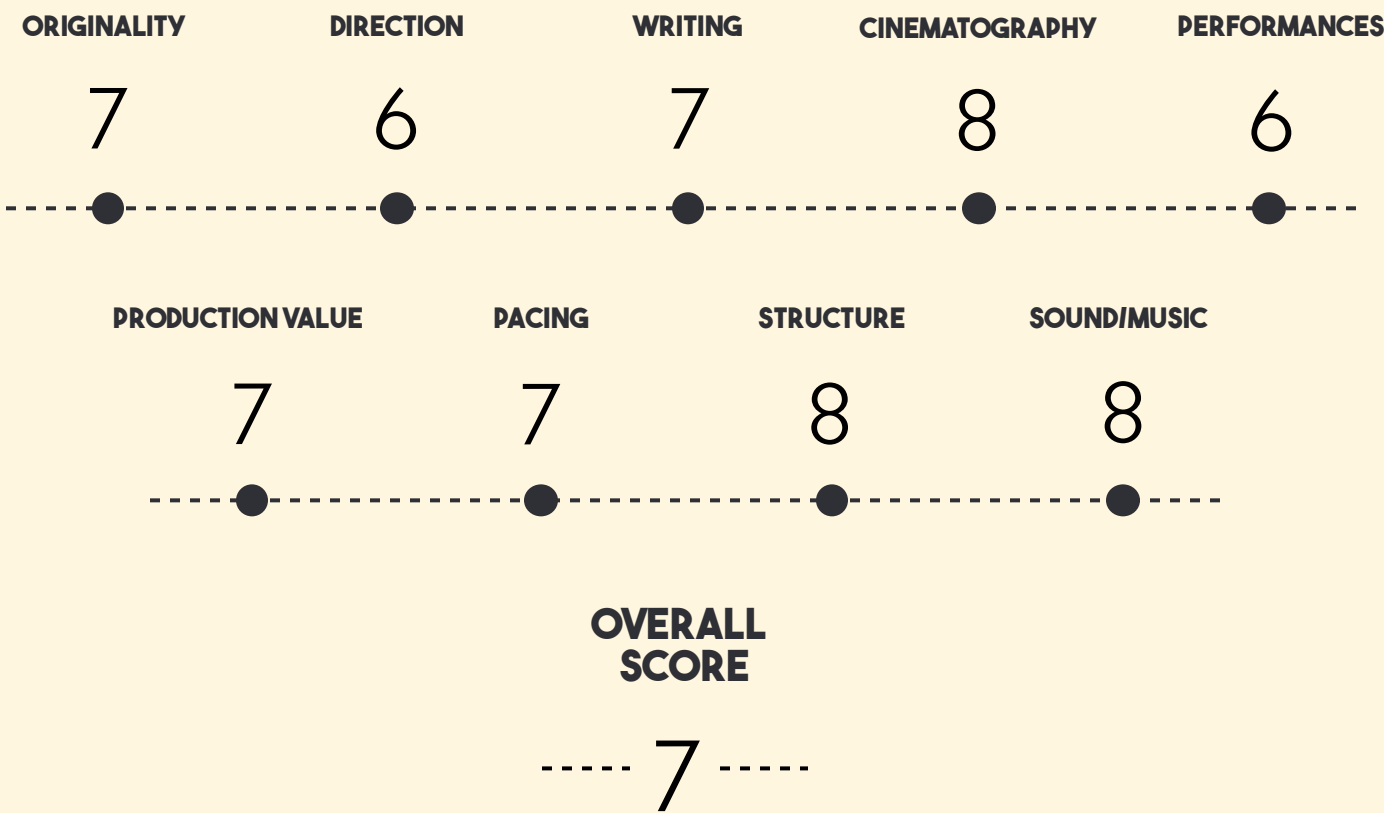 ORIGINALITY DIRECTION WRITING CINEMATOGRAPHY PERFORMANCES
7 6 7 8 6
PRODUCTION VALUE PACING STRUCTURE SOUND/MUSIC
7 7 8 8
OVERALL
SCORE
7